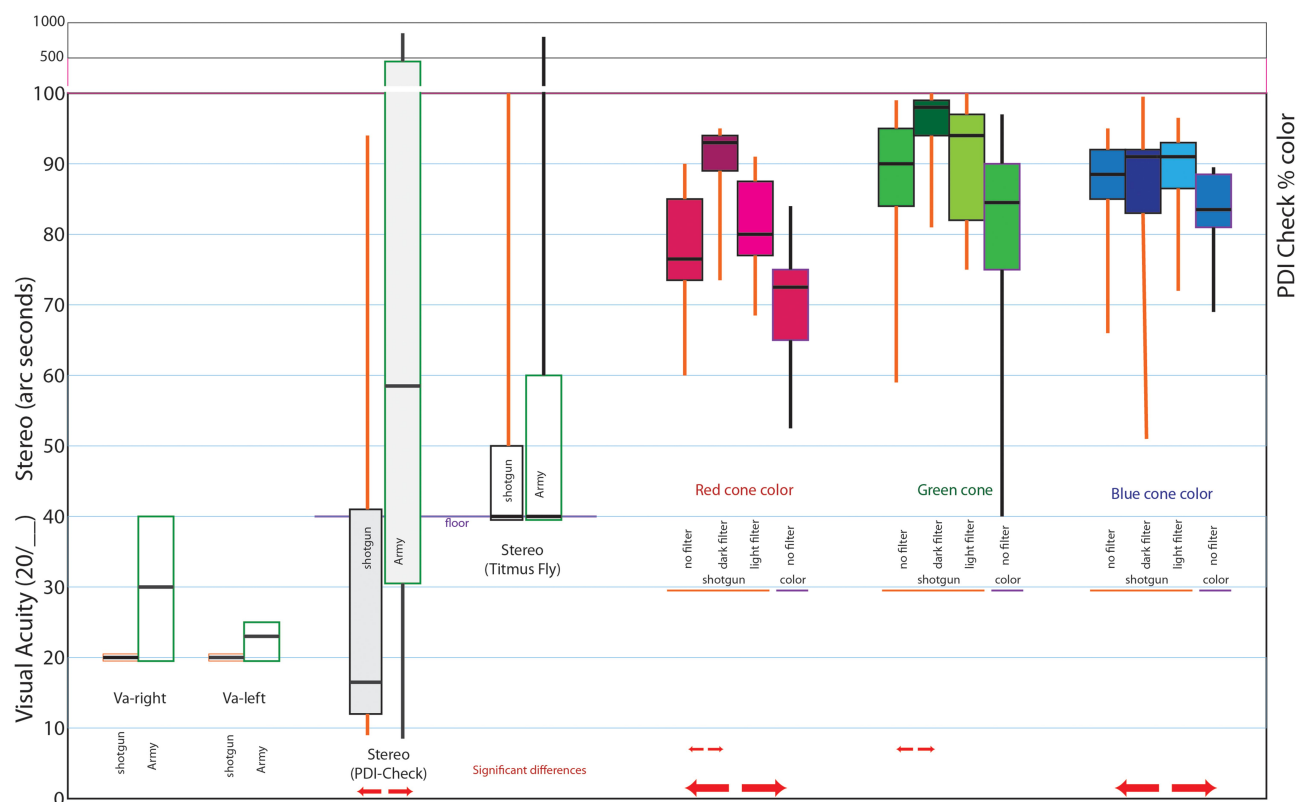 1000
500
100
90
80
70
60
50
40
30
20
10
0
Stereo (arc seconds)
Visual Acuity (20/__)
PDI Check % color
Va-right
Va-left
shotgun
Army
shotgun
Army
shotgun
Army
Stereo
(PDI-Check)
floor
shotgun
Army
Stereo
(Titmus Fly)
Significant differences
Red cone color
no filter
dark filter
light filter
no filter
shotgun
color
Green cone
no filter
dark filter
light filter
no filter
shotgun
color
Blue cone color
no filter
dark filter
light filter
no filter
shotgun
color